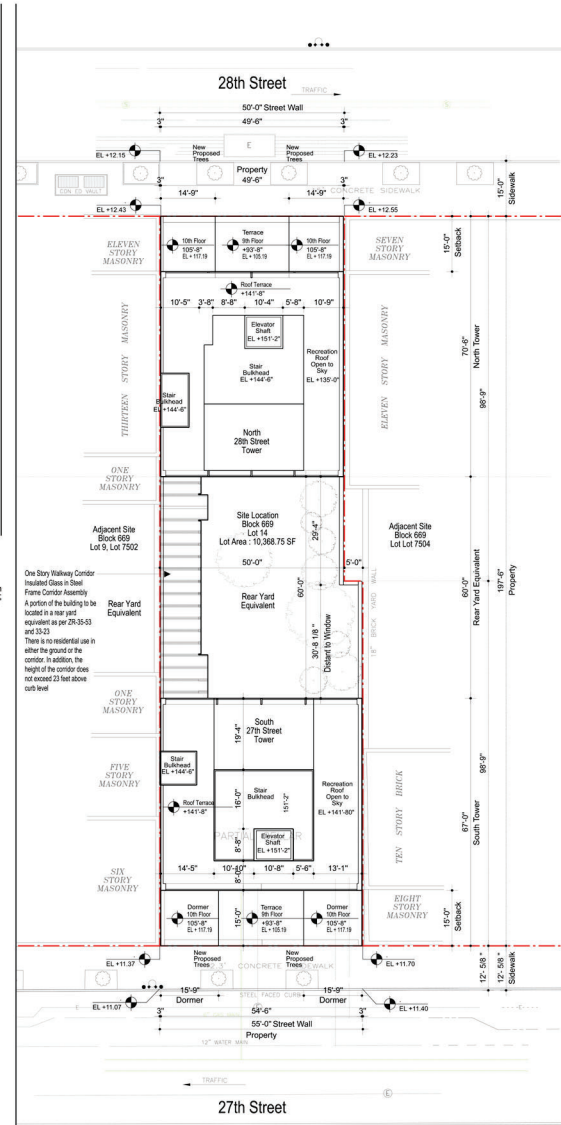 28th Street
TRAFFIC
50'-0" Street Wall
3"
49'-6"
3"
EL +12.15
New
Proposed
Trees
E
New
Proposed
Trees
EL +12.23
Property
3"
49'-6"
3"
CON ED VAULT
14'-9"
14'-9"
CONCRETE SIDEWALK
15'-0"
Sidewalk
EL +12.43
EL +12.55
ELEVEN
STORY
MASONRY
10th Floor
105'-8"
EL + 117.19
Terrace
9th Floor
+93'-8"
EL + 105.19
10th Floor
105'-8"
EL + 117.19
SEVEN
STORY
MASONRY
15'-0"
Setback
Roof Terrace
+141'-8"
10'-5"
3'-8"
8'-8"
10'-4"
5'-8"
10'-9"
THIRTEEN STORY MASONRY
Elevator
Shaft
EL +151'-2"
Stair
Bulkhead
EL +144'-6"
Recreation
Roof
Open to
Sky
EL +135'-0"
Stair
Bulkhead
EL +144'-6"
ELEVEN STORY MASONRY
70'-6"
North Tower
98'-9"
North
28th Street
Tower
ONE
STORY
MASONRY
Adjacent Site
Block 669
Lot 9, Lot 7502
Site Location
Block 669
Lot 14
Lot Area : 10,368.75 SF
29'-4"
Adjacent Site
Block 669
Lot Lot 7504
One Story Walkway Corridor
Insulated Glass in Steel
Frame Corridor Assembly
A portion of the building to be
located in a rear yard
equivalent as per ZR-35-53
and 33-23
There is no residential use in
either the ground or the
corridor. In addition, the
height of the corridor does
not exceed 23 feet above
curb level
Rear Yard
Equivalent
50'-0"
5'-0"
Rear Yard
Equivalent
60'-0"
30'-8 1/8 "
Distant to Window
18" BRICK YARD WALL
60'-0"
Rear Yard Equivalent
197'-6"
Property
ONE
STORY
MASONRY
South
27th Street
Tower
19'-4"
FIVE
STORY
MASONRY
Stair
Bulkhead
EL +144'-6"
Stair
Bulkhead
151'-2"
Recreation
Roof
Open to
Sky
EL +141'-80"
Roof Terrace
+141'-8"
16'-0"
TEN STORY BRICK
67'-0"
South Tower
98'-9"
Elevator
Shaft
EL +151'-2"
8'-8"
8'-0"
SIX
STORY
MASONRY
14'-5"
10'-10"
10'-8"
5'-6"
13'-1"
Dormer
10th Floor
105'-8"
EL + 117.19
15'-0"
Terrace
9th Floor
+93'-8"
EL + 105.19
Dormer
10th Floor
105'-8"
EL + 117.19
EIGHT
STORY
MASONRY
15'-0"
Setback
EL +11.37
New
Proposed
Trees
New
Proposed
Trees
EL +11.70
CONCRETE SIDEWALK
12'- 5/8 "
12'- 5/8 "
Sidewalk
EL +11.07
15'-9"
Dormer
STEEL FACED CURB
15'-9"
Dormer
EL +11.40
3"
54'-6"
3"
55'-0" Street Wall
Property
12" WATER MAIN
TRAFFIC
E
27th Street